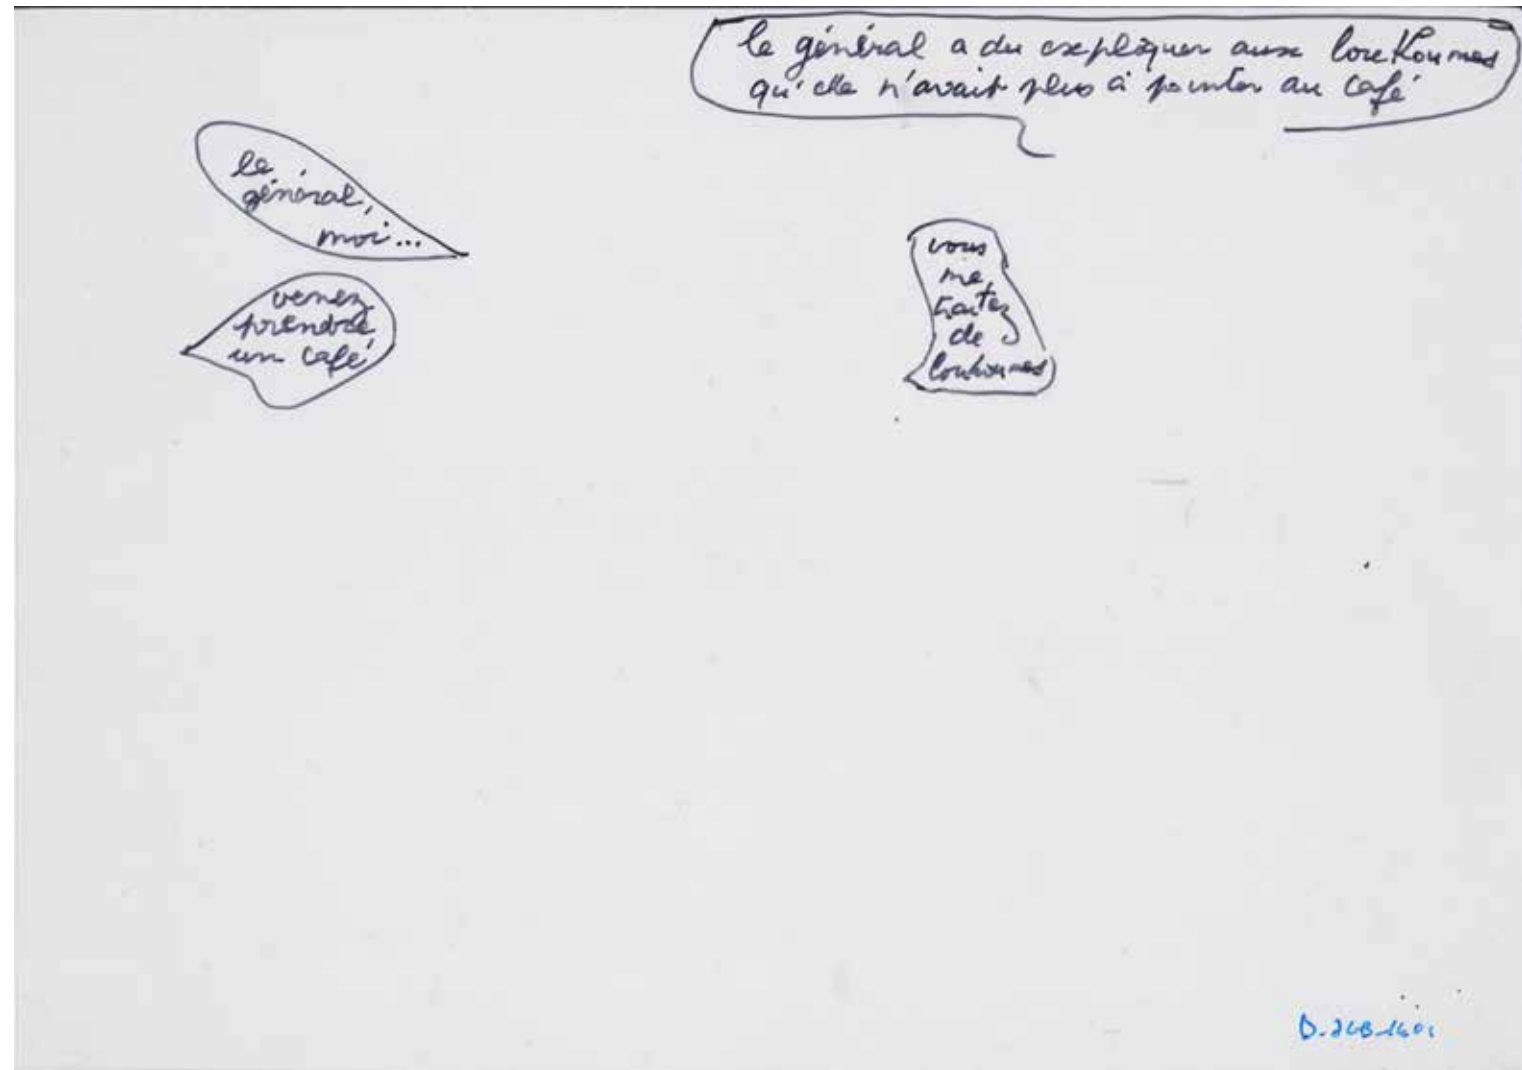 le général a du expliquer aux loukoumes
qu'elle n'avait plus à pointer au café
le
général,
moi...
venez
prendre
un café
vous
me
traitez
de
loukoumes